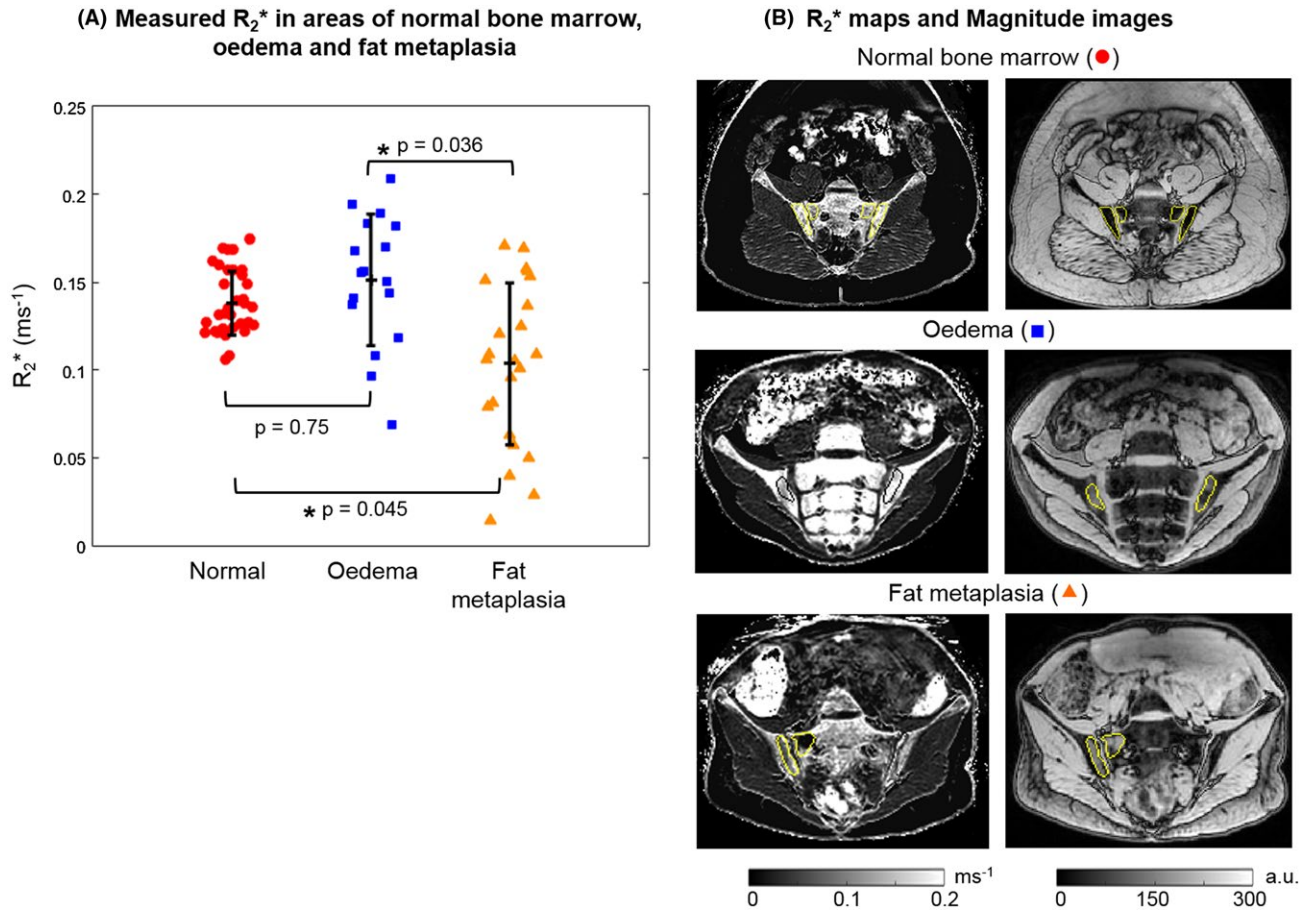 (A) Measured R₂* in areas of normal bone marrow,
oedema and fat metaplasia
0.25
0.2
0.15
0.1
0.05
0
R₂* (ms⁻¹)
* p = 0.036
p = 0.75
* p = 0.045
Normal
Oedema
Fat
metaplasia
(B) R₂* maps and Magnitude images
Normal bone marrow (●)
Oedema (■)
Fat metaplasia (▲)
ms⁻¹
0 0.1 0.2
a.u.
0 150 300